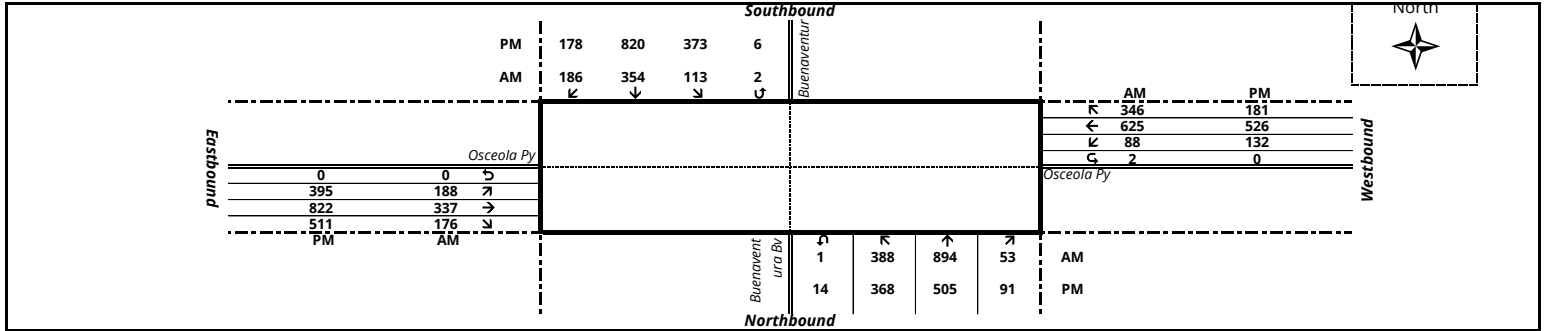 Southbound
North
PM 178 820 373 6
Buenaventur
AM 186 354 113 2
↙ ↓ ↘ ↺
AM PM
↖ 346 181
← 625 526
↙ 88 132
2 0
Eastbound
Westbound
Osceola Py
Osceola Py
0 0
395 188 ↗
822 337 →
511 176 ↘
PM AM
Buenavent
ura Bv
↖ ↑ ↗
1 388 894 53 AM
14 368 505 91 PM
Northbound